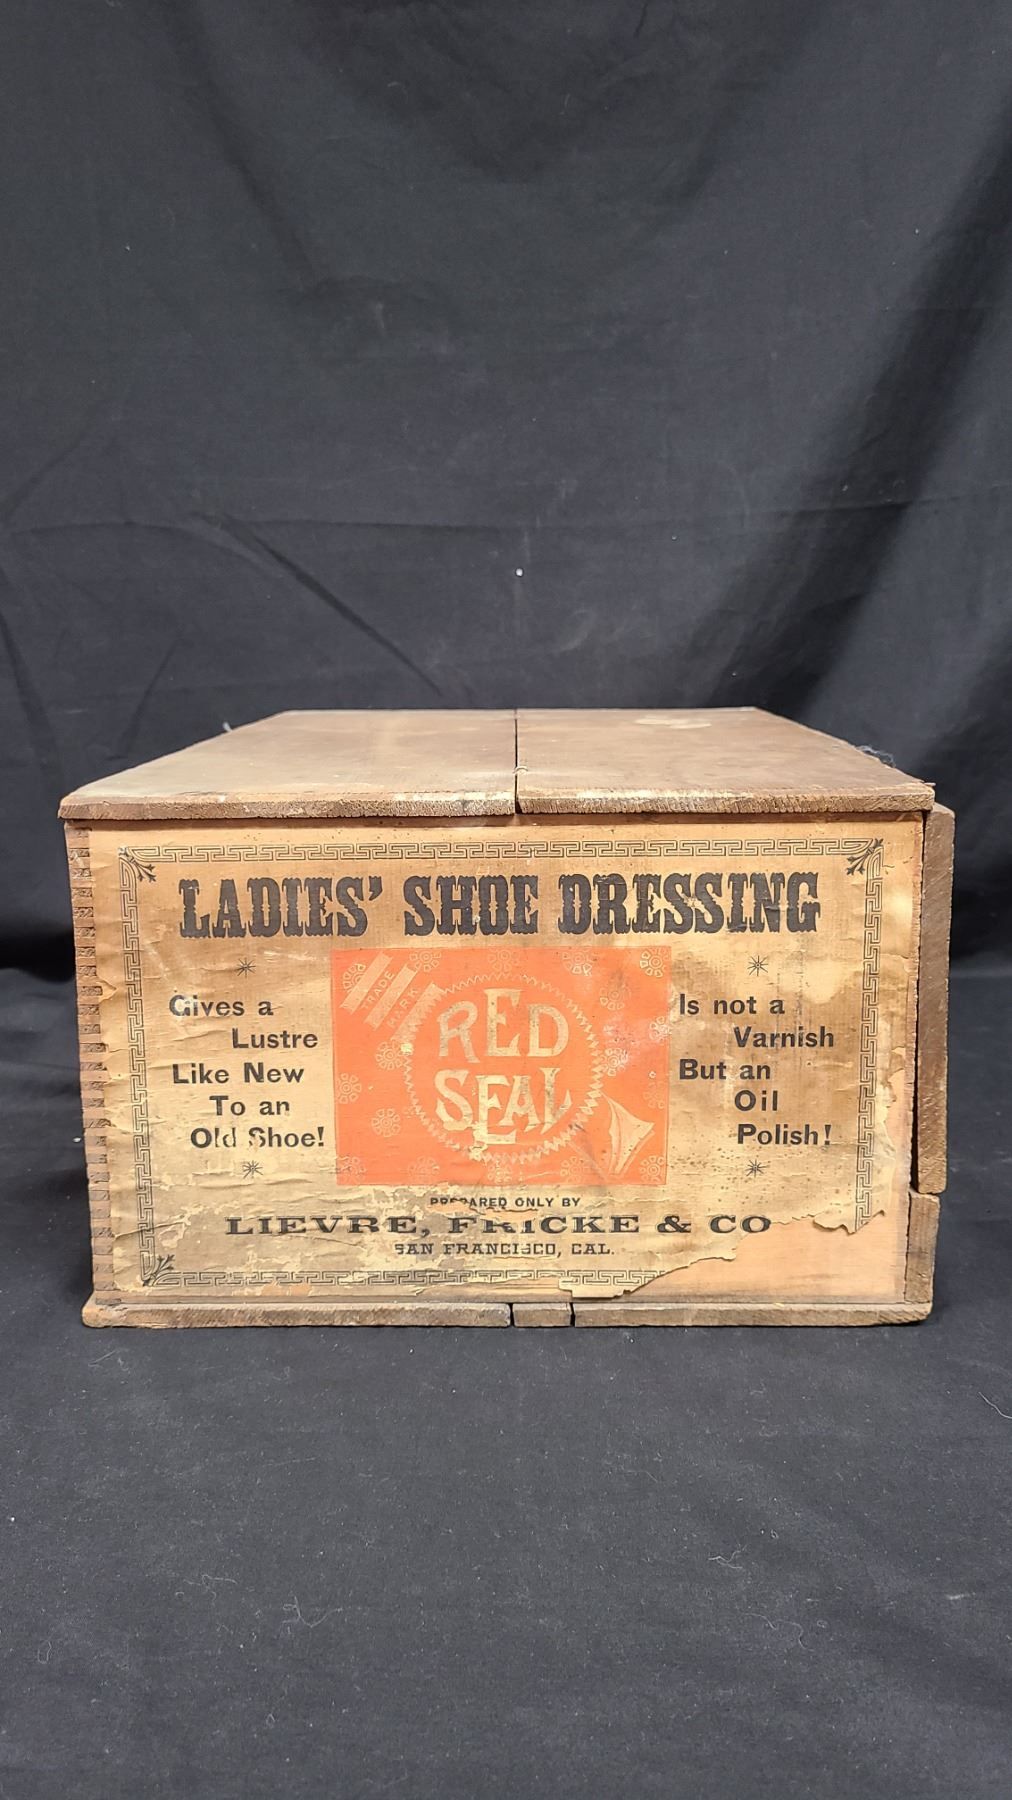 LADIES' SHOE DRESSING
Gives a
Lustre
Like New
To an
Old Shoe!
TRADE
MARK
RED
SEAL
Is not a
Varnish
But an
Oil
Polish!
PREPARED ONLY BY
LIEVRE, FRICKE & CO
SAN FRANCISCO, CAL.